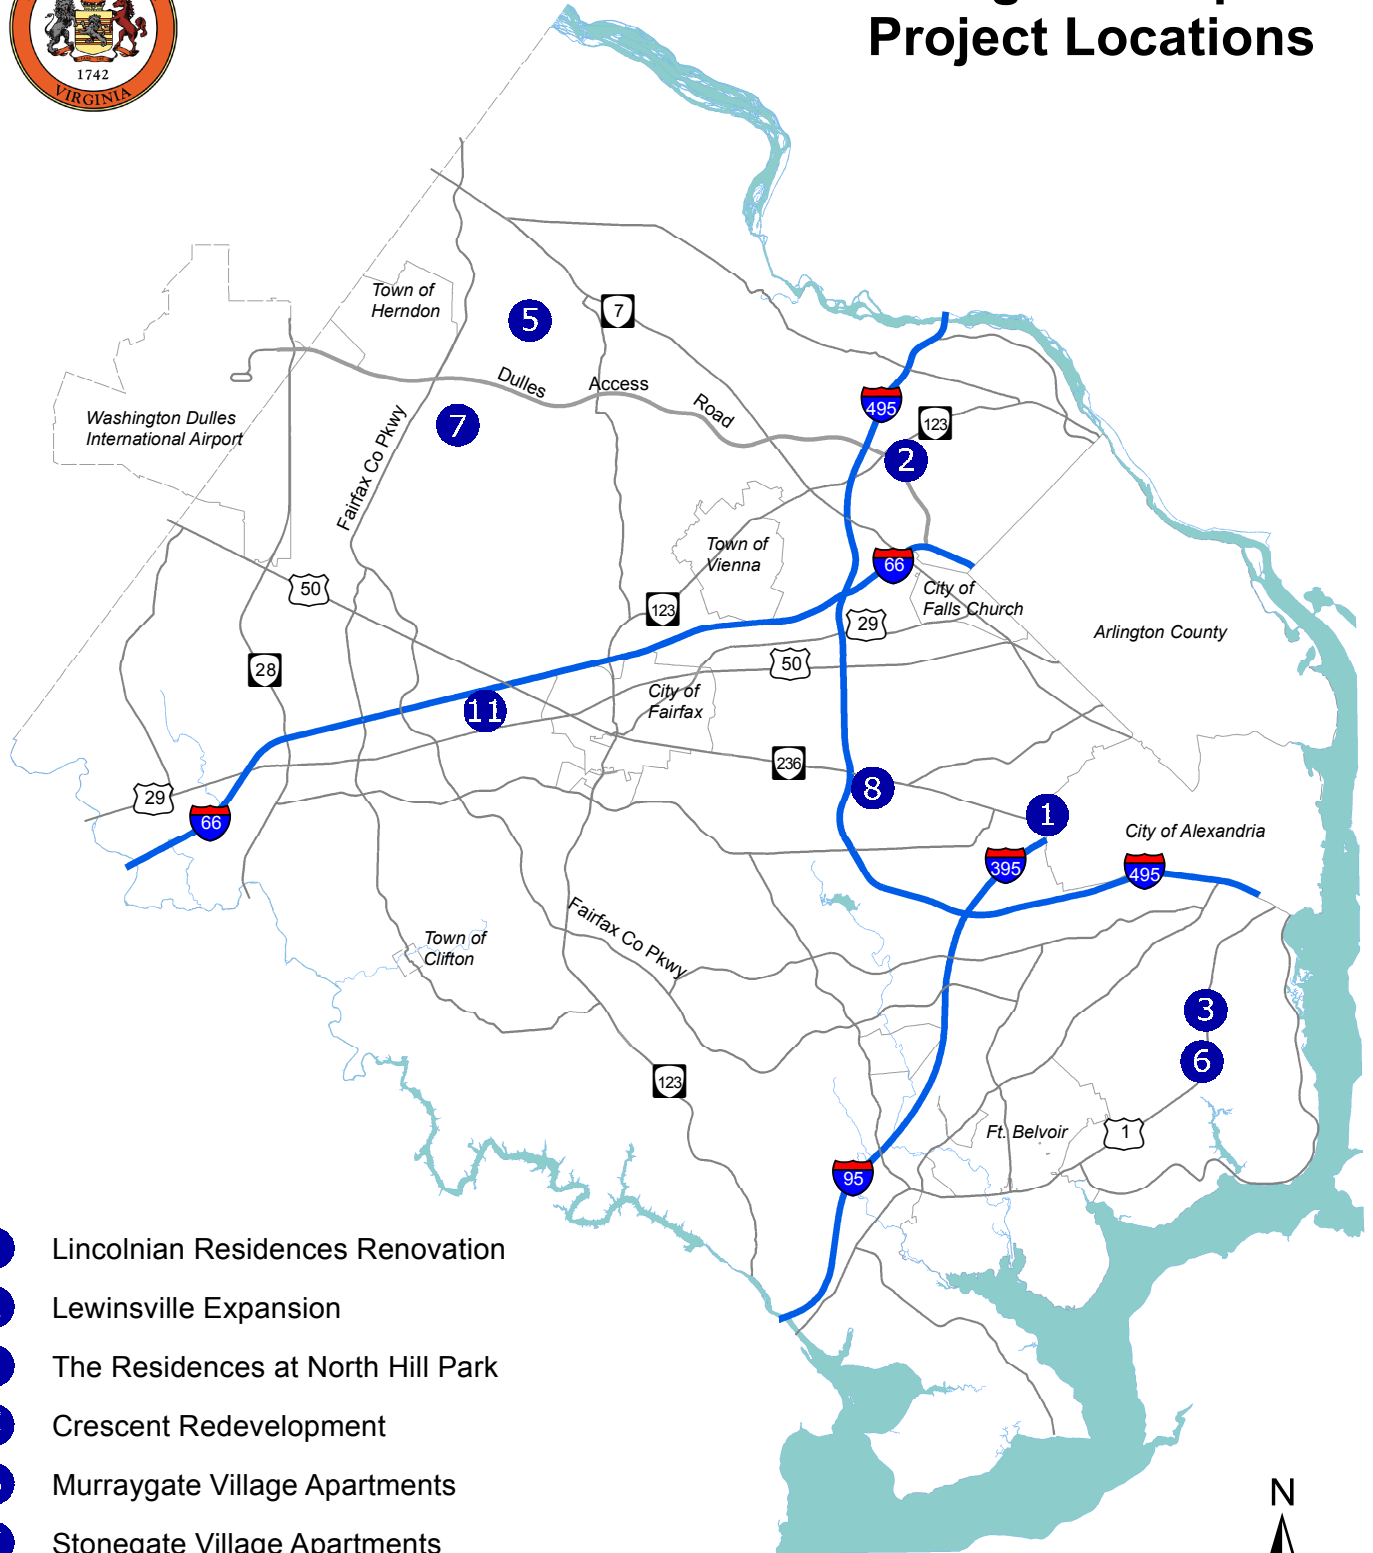 Project Locations
1742
VIRGINIA
Town of
Herndon
5
7
Dulles Access Road
495
123
Washington Dulles
International Airport
7
2
Fairfax Co Pkwy
Town of
Vienna
66
50
City of
Falls Church
123
29
Arlington County
28
50
City of
Fairfax
11
236
8
29
66
1
City of Alexandria
395
495
Town of
Clifton
Fairfax Co Pkwy
3
6
123
Ft. Belvoir
1
95
Lincolnian Residences Renovation
Lewinsville Expansion
The Residences at North Hill Park
Crescent Redevelopment
Murraygate Village Apartments
Stonegate Village Apartments
N